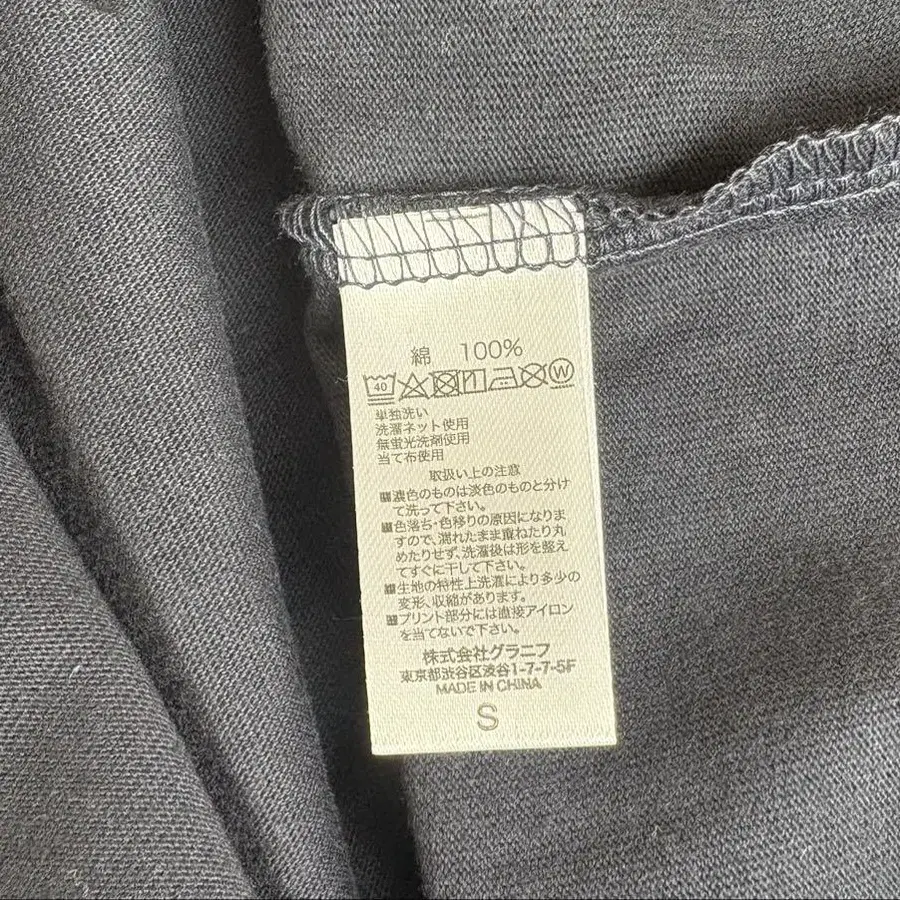 綿 100%
40 W
単独洗い
洗濯ネット使用
無蛍光洗剤使用
当て布使用
取扱い上の注意
■濃色のものは淡色のものと分け
て洗って下さい。
■色落ち・色移りの原因になりま
すので、濡れたまま重ねたり丸
めたりせず、洗濯後は形を整え
てすぐに干して下さい。
■生地の特性上洗濯により多少の
変形、収縮があります。
■プリント部分には直接アイロン
を当てないで下さい。
株式会社グラニフ
東京都渋谷区渋谷1-7-7-5F
MADE IN CHINA
S